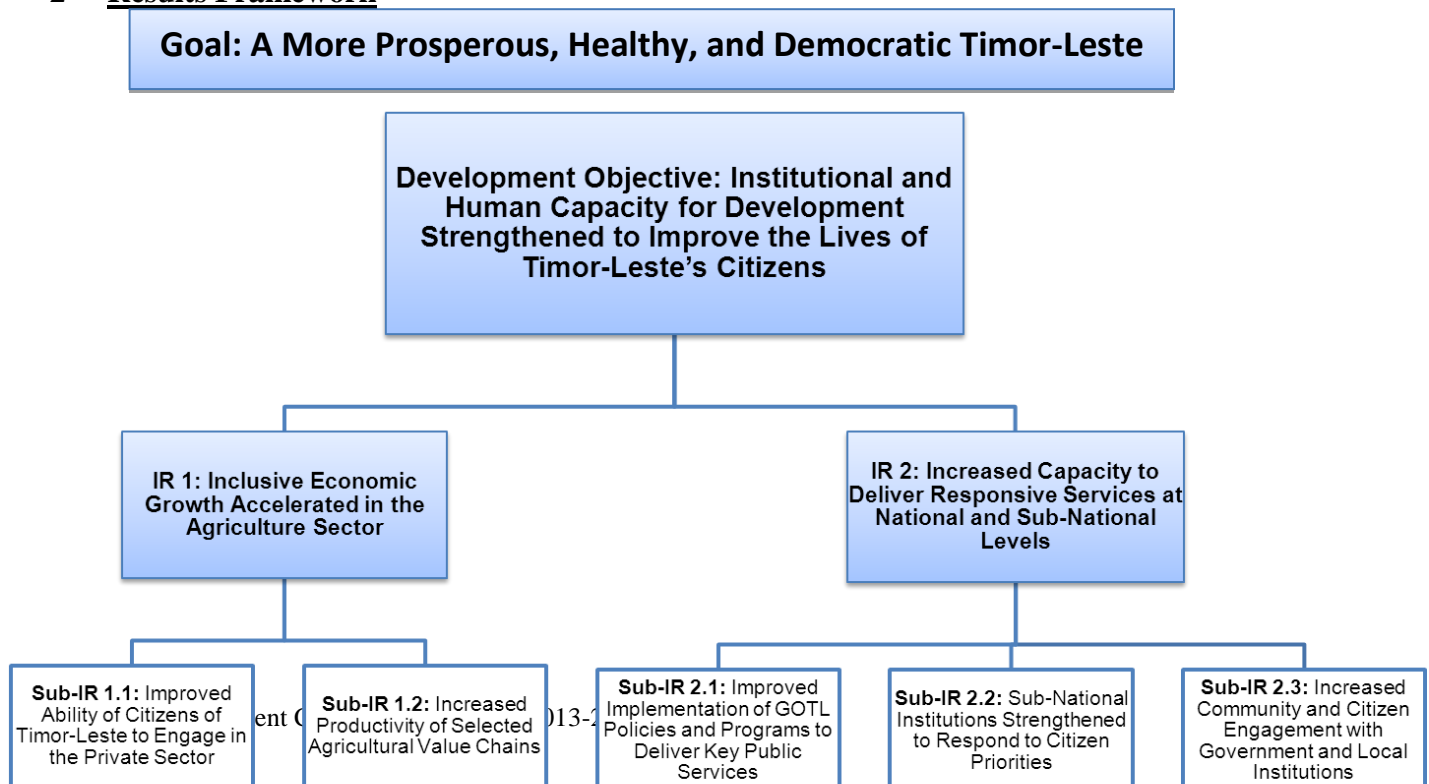 2 Results Framework
Goal: A More Prosperous, Healthy, and Democratic Timor-Leste
Development Objective: Institutional and
Human Capacity for Development
Strengthened to Improve the Lives of
Timor-Leste’s Citizens
IR 1: Inclusive Economic
Growth Accelerated in the
Agriculture Sector
IR 2: Increased Capacity to
Deliver Responsive Services at
National and Sub-National
Levels
Sub-IR 1.1: Improved
Ability of Citizens of
Timor-Leste to Engage in
the Private Sector
Sub-IR 1.2: Increased
Productivity of Selected
Agricultural Value Chains
Sub-IR 2.1: Improved
Implementation of GOTL
Policies and Programs to
Deliver Key Public
Services
Sub-IR 2.2: Sub-National
Institutions Strengthened
to Respond to Citizen
Priorities
Sub-IR 2.3: Increased
Community and Citizen
Engagement with
Government and Local
Institutions